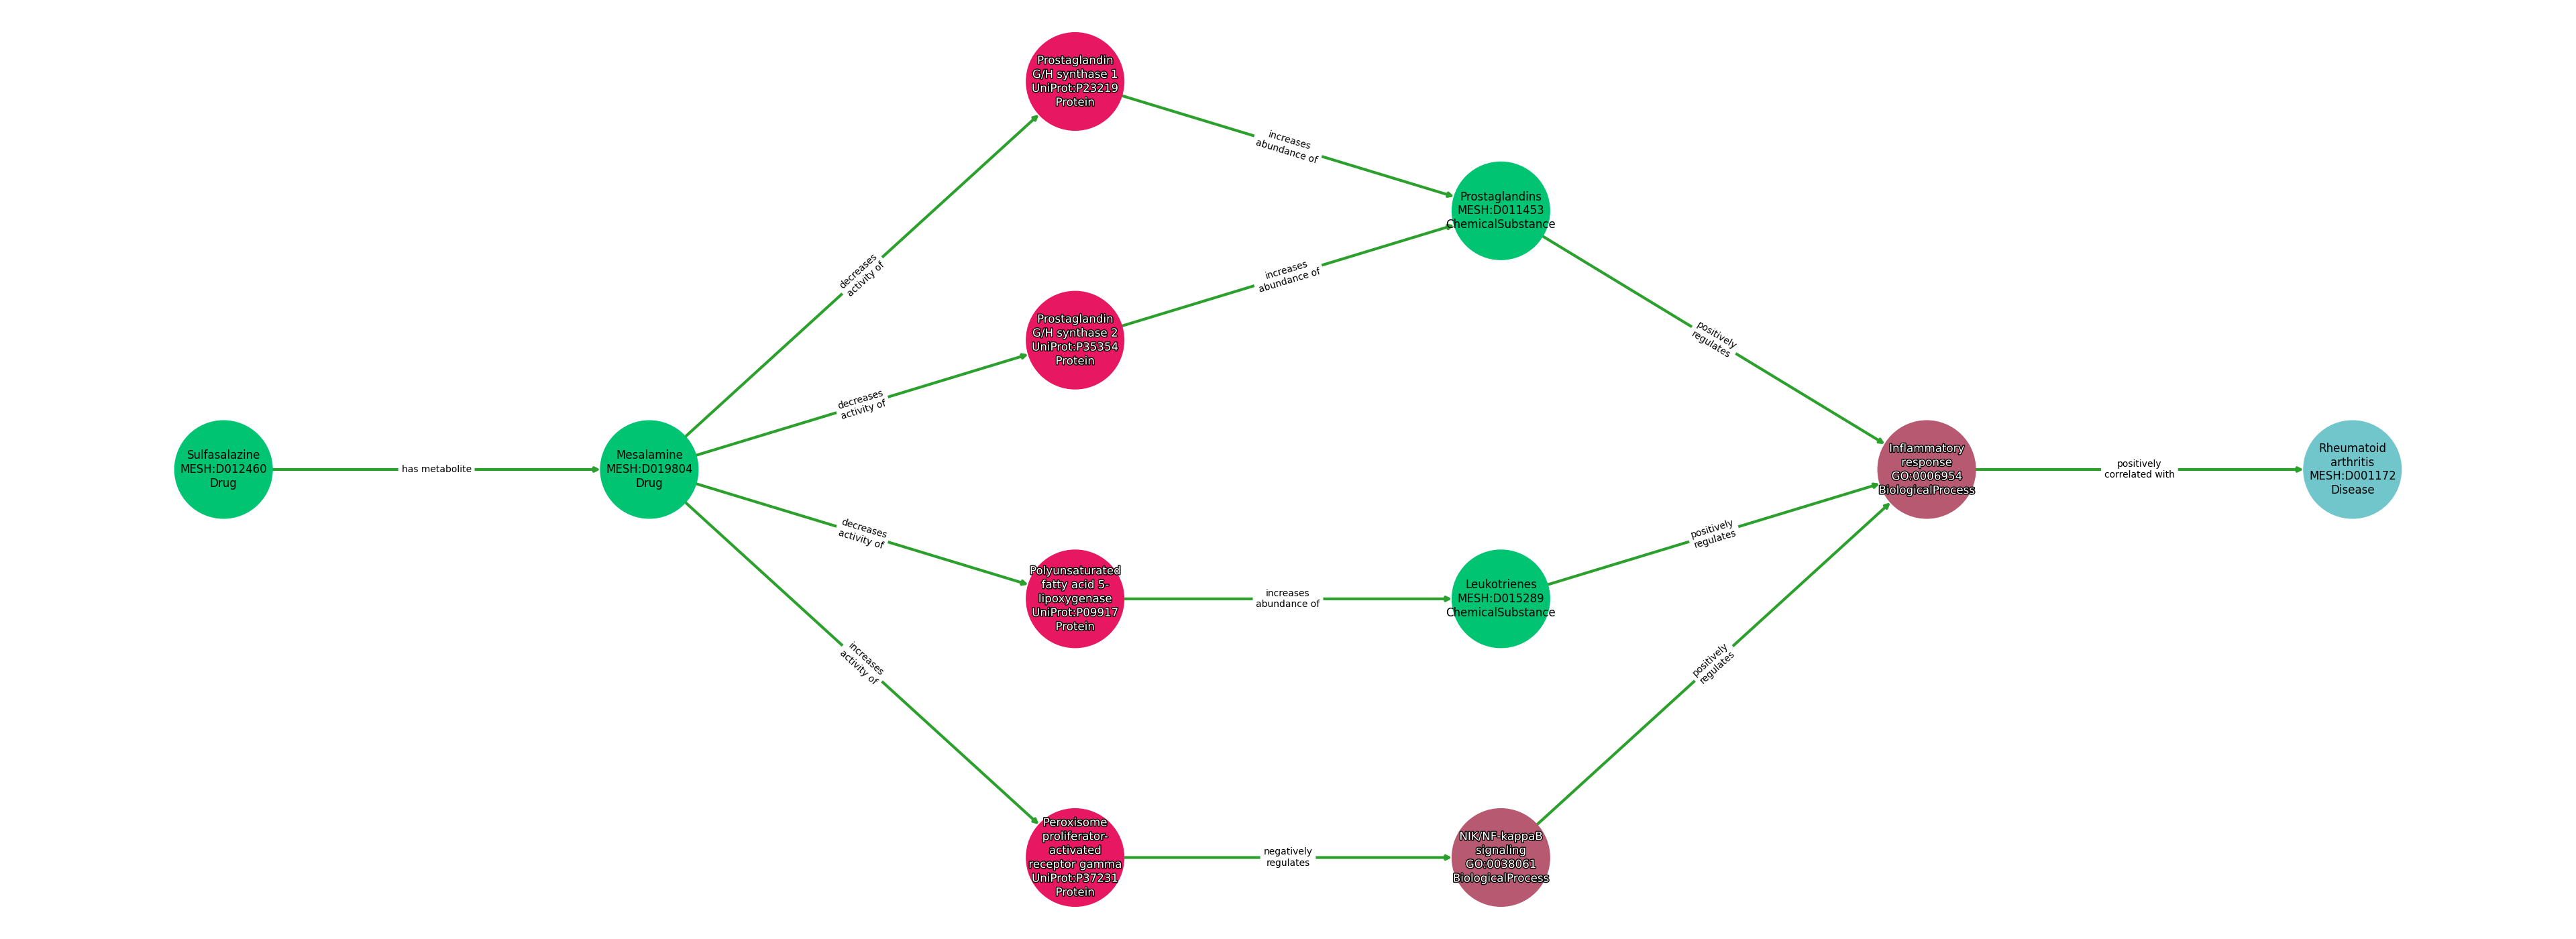 Prostaglandin
G/H synthase 1
UniProt:P23219
Protein
increases
abundance of
Prostaglandins
MESH:D011453
ChemicalSubstance
decreases
activity of
increases
abundance of
Prostaglandin
G/H synthase 2
UniProt:P35354
Protein
positively
regulates
decreases
activity of
Sulfasalazine
MESH:D012460
Drug
has metabolite
Mesalamine
MESH:D019804
Drug
Inflammatory
response
GO:0006954
BiologicalProcess
positively
correlated with
Rheumatoid
arthritis
MESH:D001172
Disease
decreases
activity of
positively
regulates
Polyunsaturated
fatty acid 5-
lipoxygenase
UniProt:P09917
Protein
increases
abundance of
Leukotrienes
MESH:D015289
ChemicalSubstance
increases
activity of
positively
regulates
Peroxisome
proliferator-
activated
receptor gamma
UniProt:P37231
Protein
negatively
regulates
NIK/NF-kappaB
signaling
GO:0038061
BiologicalProcess